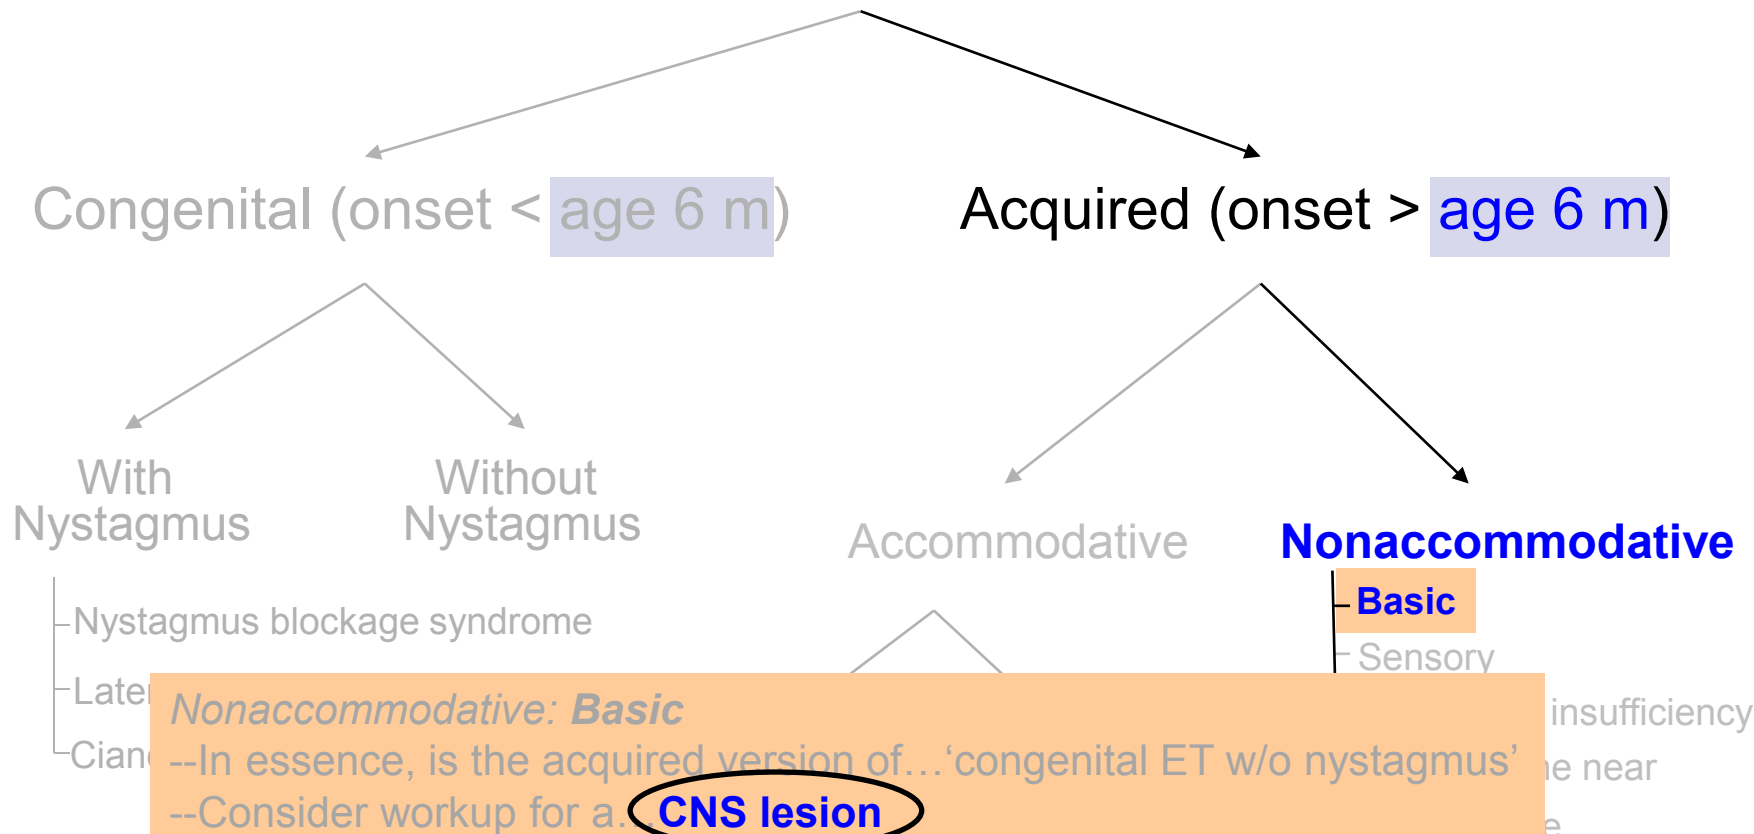 Congenital (onset < age 6 m)
Acquired (onset > age 6 m)
With
Nystagmus
Without
Nystagmus
Accommodative
Nonaccommodative
Nystagmus blockage syndrome
Basic
Sensory
insufficiency
near
Nonaccommodative: Basic
--In essence, is the acquired version of…‘congenital ET w/o nystagmus’
--Consider workup for a…CNS lesion